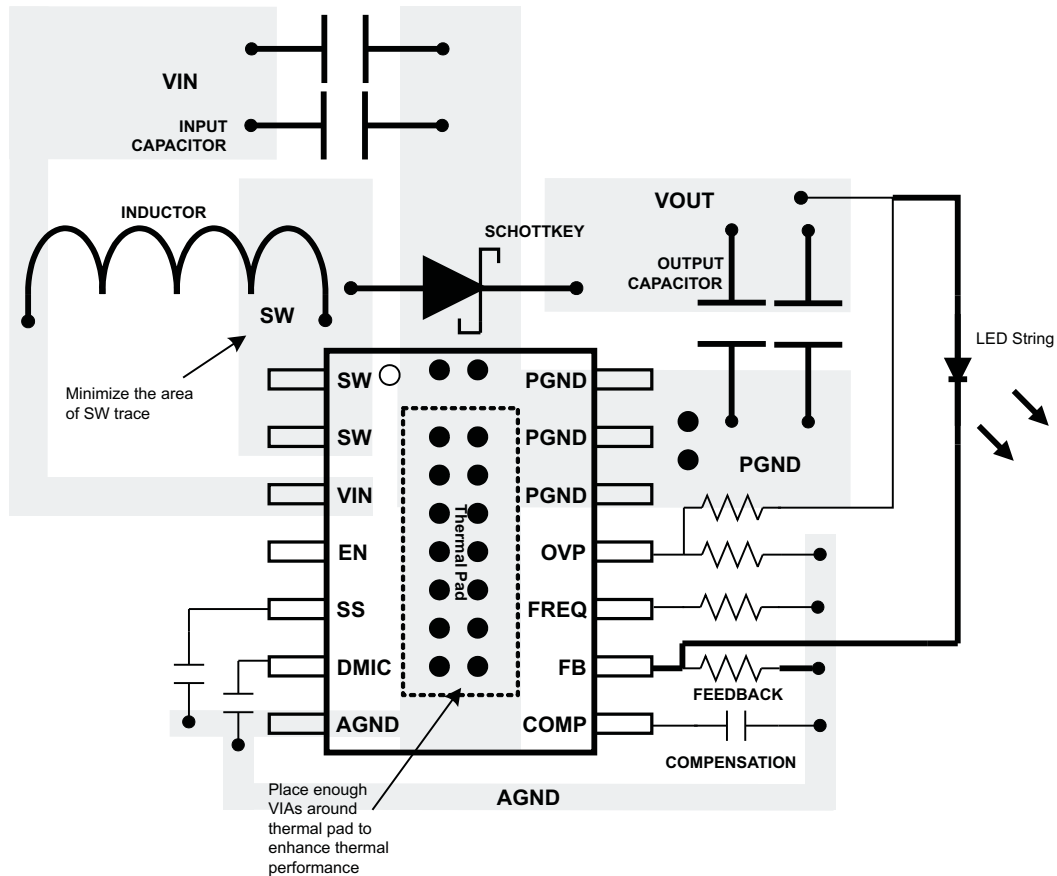 VIN
INPUT
CAPACITOR
INDUCTOR
SW
Minimize the area
of SW trace
SCHOTTKEY
VOUT
OUTPUT
CAPACITOR
LED String
PGND
SW
SW
VIN
EN
SS
DMIC
AGND
Thermal Pad
PGND
PGND
PGND
OVP
FREQ
FB
COMP
FEEDBACK
COMPENSATION
AGND
Place enough
VIAs around
thermal pad to
enhance thermal
performance